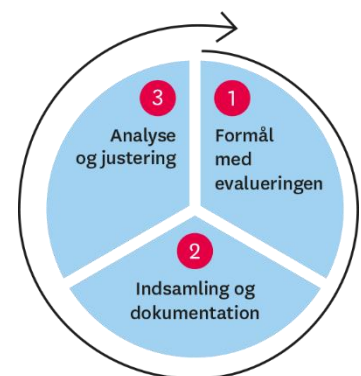 1
Formål
med
evalueringen
2
Indsamling og
dokumentation
3
Analyse
og justering